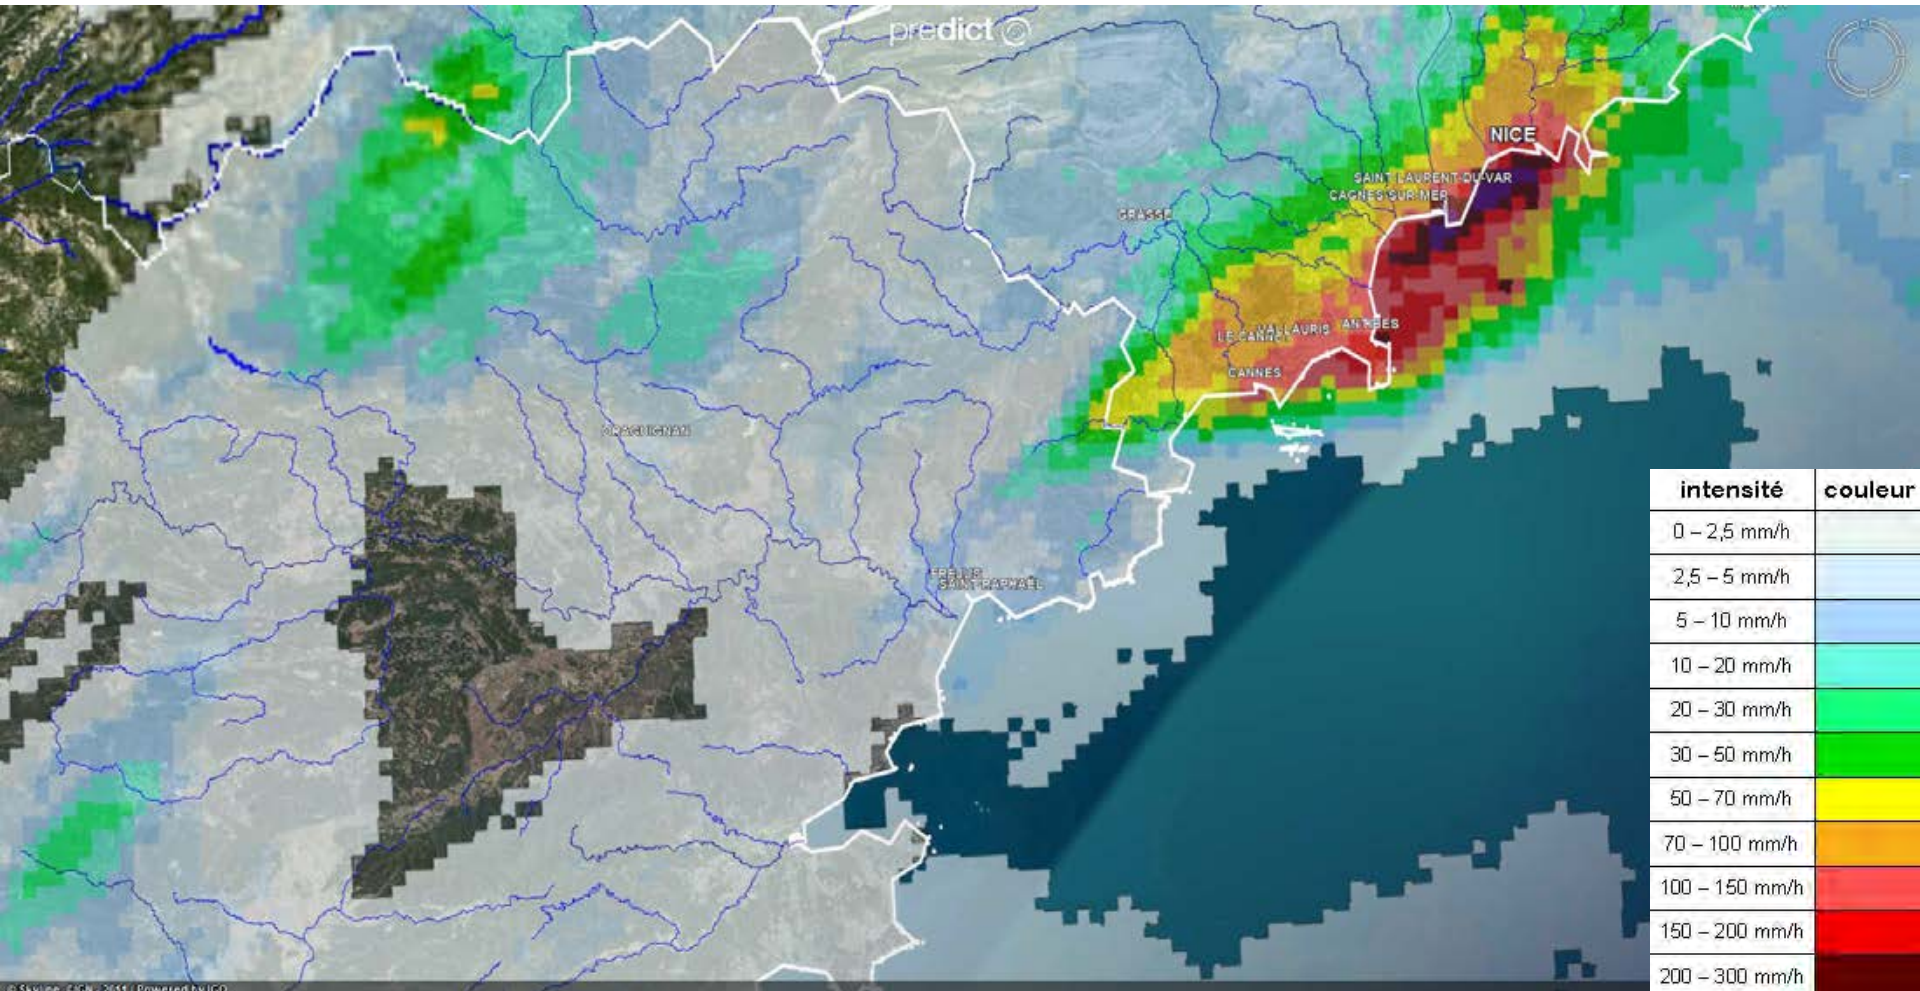 predict
NICE
SAINT LAURENT-DU-VAR
CAGNES-SUR-MER
GRASSE
VALLAURIS
ANTIBES
LE CANNET
CANNES
DRAGUIGNAN
FREJUS
SAINT-RAPHAËL
intensité couleur
0 – 2,5 mm/h
2,5 – 5 mm/h
5 – 10 mm/h
10 – 20 mm/h
20 – 30 mm/h
30 – 50 mm/h
50 – 70 mm/h
70 – 100 mm/h
100 – 150 mm/h
150 – 200 mm/h
200 – 300 mm/h